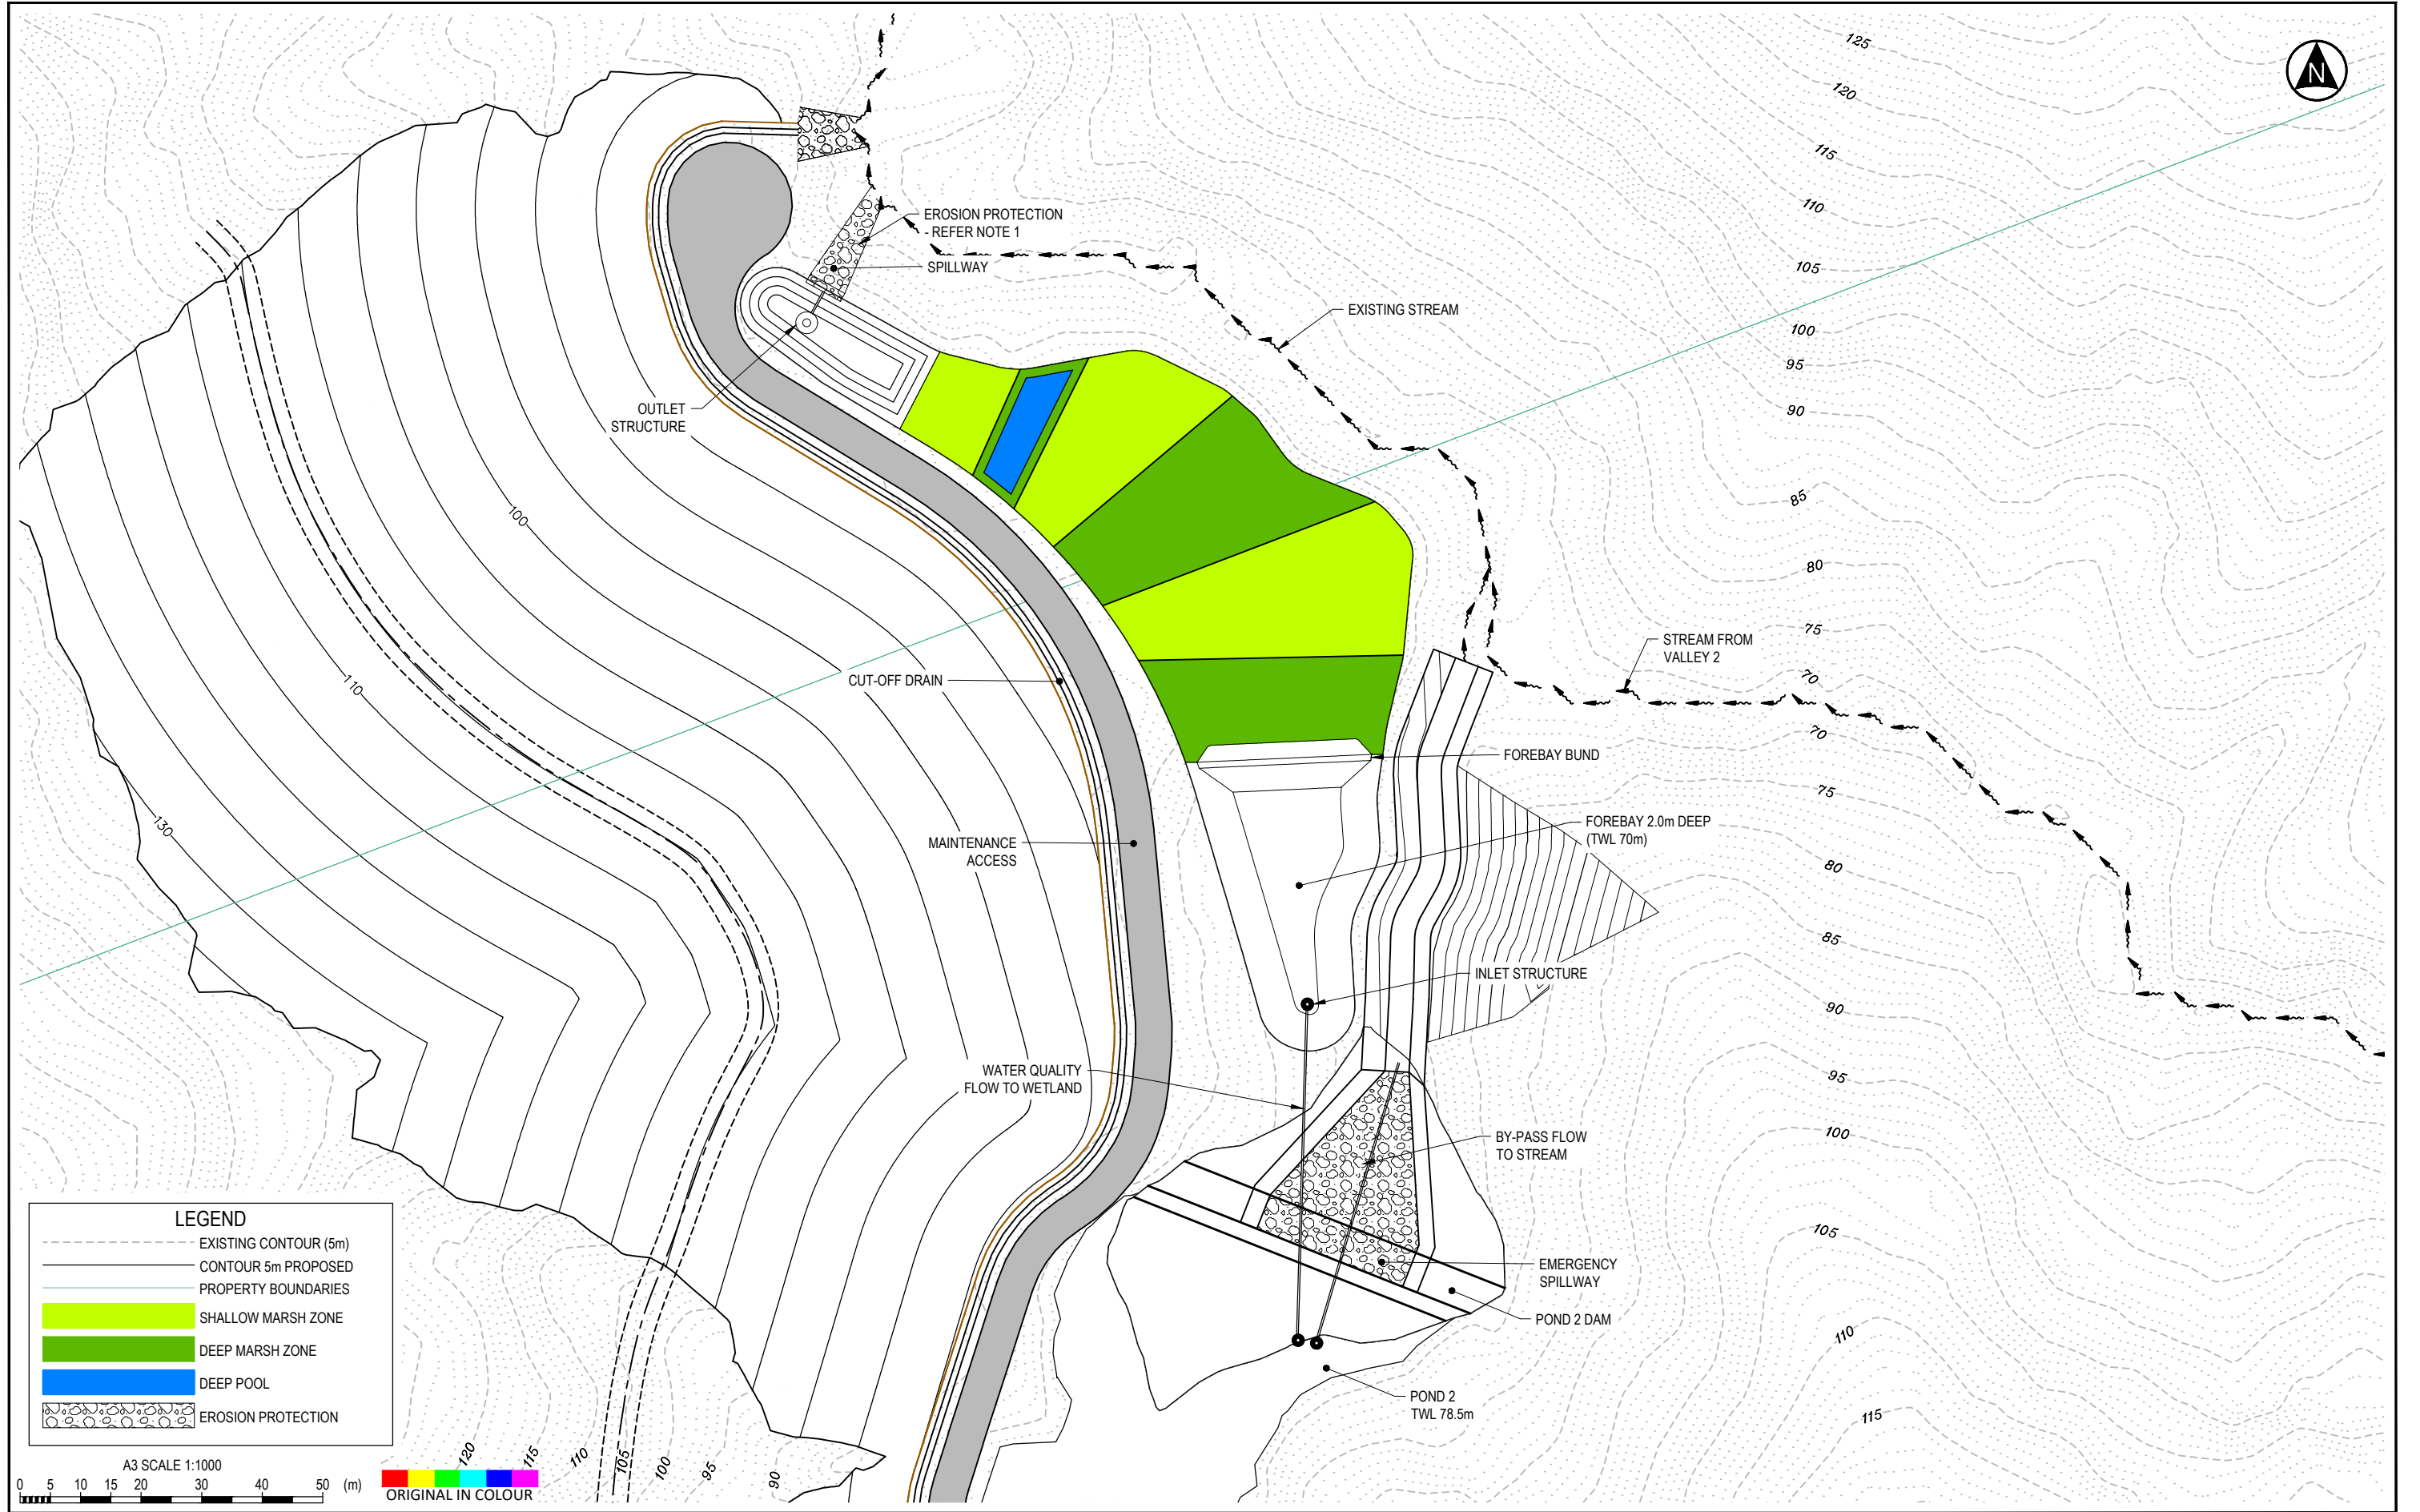 N
125
120
115
110
105
100
95
90
85
80
75
70
70
75
80
85
90
95
100
105
110
115
EROSION PROTECTION
- REFER NOTE 1
SPILLWAY
EXISTING STREAM
OUTLET
STRUCTURE
100
110
130
STREAM FROM
VALLEY 2
CUT-OFF DRAIN
FOREBAY BUND
MAINTENANCE
ACCESS
FOREBAY 2.0m DEEP
(TWL 70m)
INLET STRUCTURE
WATER QUALITY
FLOW TO WETLAND
BY-PASS FLOW
TO STREAM
EMERGENCY
SPILLWAY
POND 2 DAM
POND 2
TWL 78.5m
LEGEND
EXISTING CONTOUR (5m)
CONTOUR 5m PROPOSED
PROPERTY BOUNDARIES
SHALLOW MARSH ZONE
DEEP MARSH ZONE
DEEP POOL
EROSION PROTECTION
A3 SCALE 1:1000
0 5 10 15 20 30 40 50 (m)
ORIGINAL IN COLOUR
120
115
110
105
100
95
90